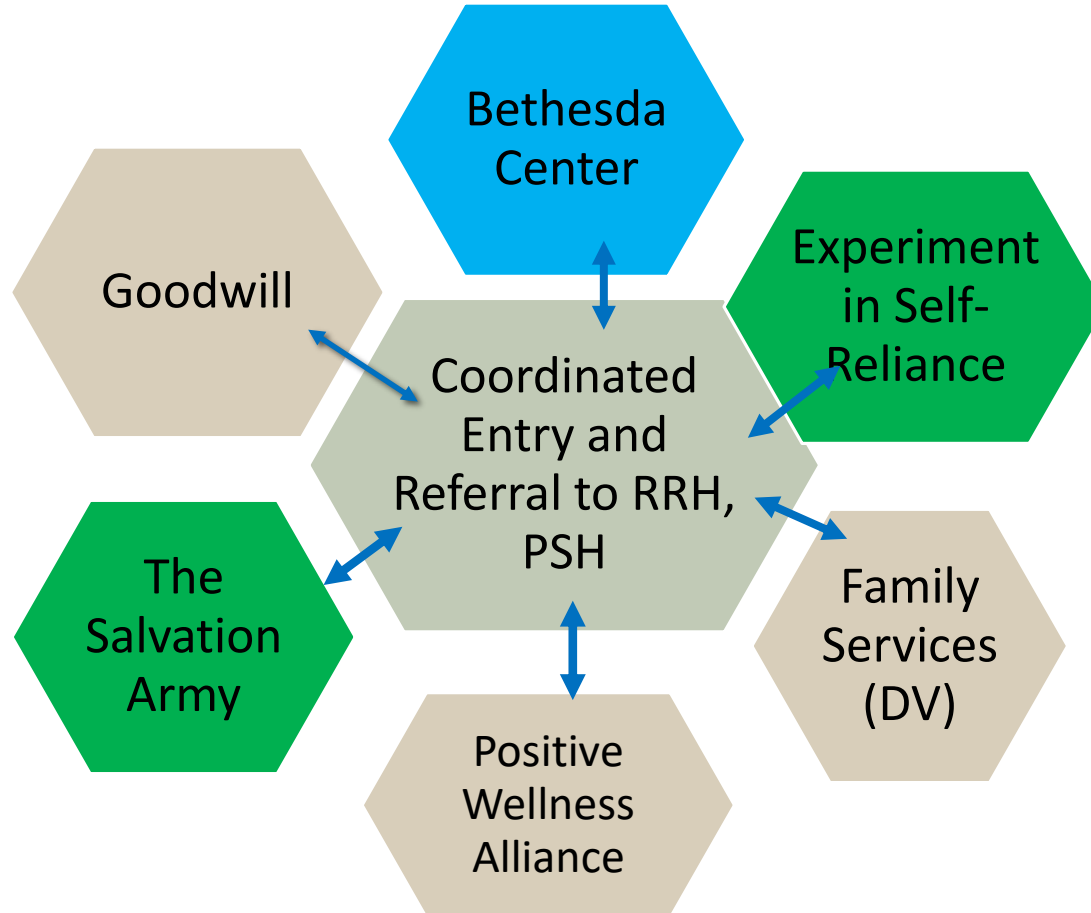 Bethesda
Center
Experiment
in Self-
Reliance
Goodwill
Coordinated
Entry and
Referral to RRH,
PSH
The
Salvation
Army
Family
Services
(DV)
Positive
Wellness
Alliance